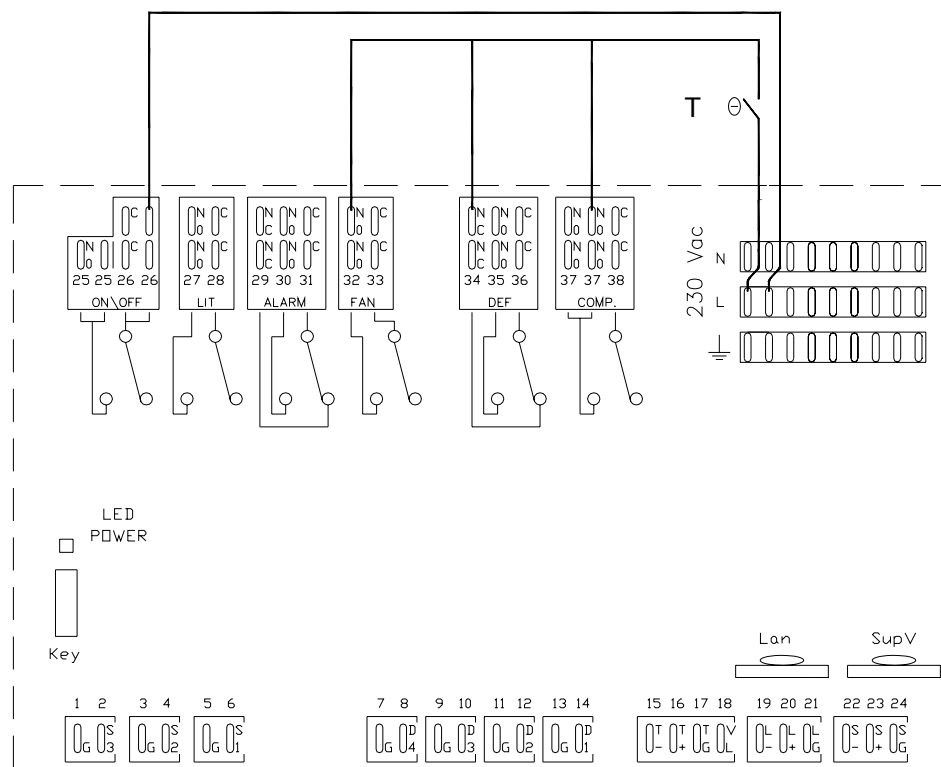 T
C
N O C
N C N O C
N O C
N C N O C
N O N O C
N O C
N O C
N C N O C
N O C
N C N O C
N O N O C
25 25 26 26
27 28
29 30 31
32 33
34 35 36
37 37 38
ON\OFF
LIT
ALARM
FAN
DEF
COMP.
230 Vac
N
L
LED
POWER
Key
Lan
SupV
1 2
3 4
5 6
7 8
9 10
11 12
13 14
15 16 17 18
19 20 21
22 23 24
G S3
G S2
G S1
G D4
G D3
G D2
G D1
T- T+ TG VL
L- L+ LG
S- S+ SG